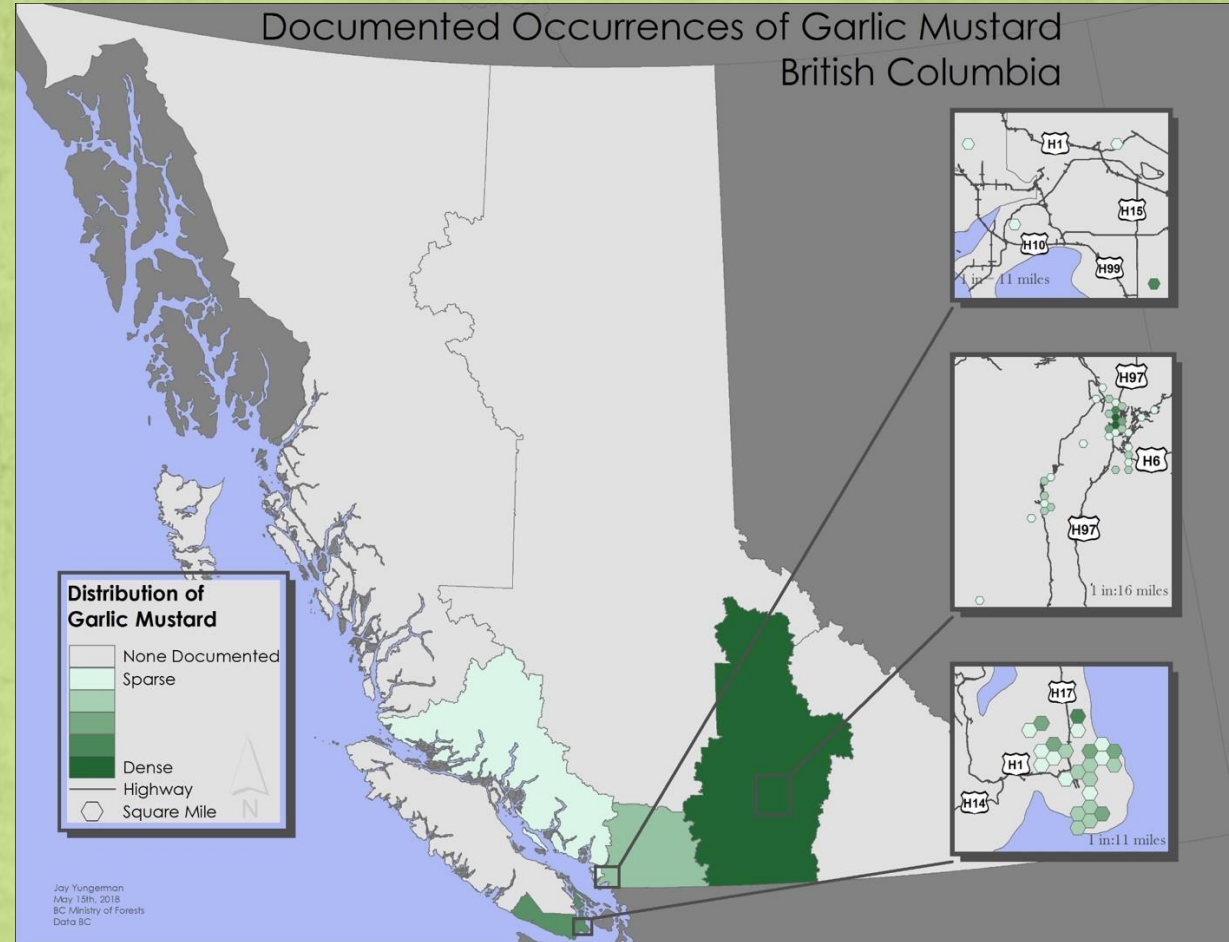 Documented Occurrences of Garlic Mustard
British Columbia
H1
H15
H10
H99
1 in = 11 miles
H97
H6
H97
1 in:16 miles
H17
H1
H14
1 in:11 miles
Distribution of
Garlic Mustard
None Documented
Sparse
Dense
Highway
Square Mile
N
Jay Yungerman
May 15th, 2018
BC Ministry of Forests
Data BC